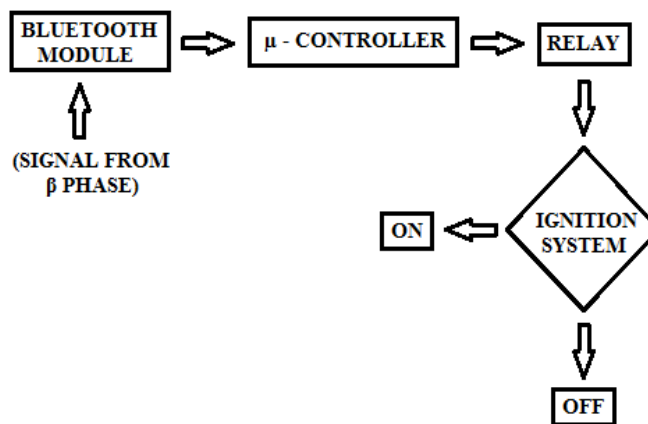 BLUETOOTH
MODULE
μ - CONTROLLER
RELAY
(SIGNAL FROM
β PHASE)
ON
IGNITION
SYSTEM
OFF